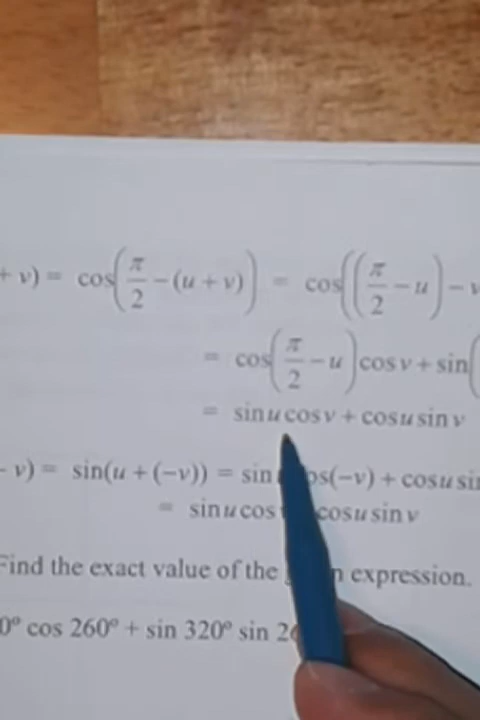 + v) = cos(π/2 − (u + v)) = cos((π/2 − u) − v
= cos(π/2 − u) cos v + sin(
= sin u cos v + cos u sin v
− v) = sin(u + (−v)) = sin os(−v) + cos u sin
= sin u cos cos u sin v
Find the exact value of the n expression.
0° cos 260° + sin 320° sin 2